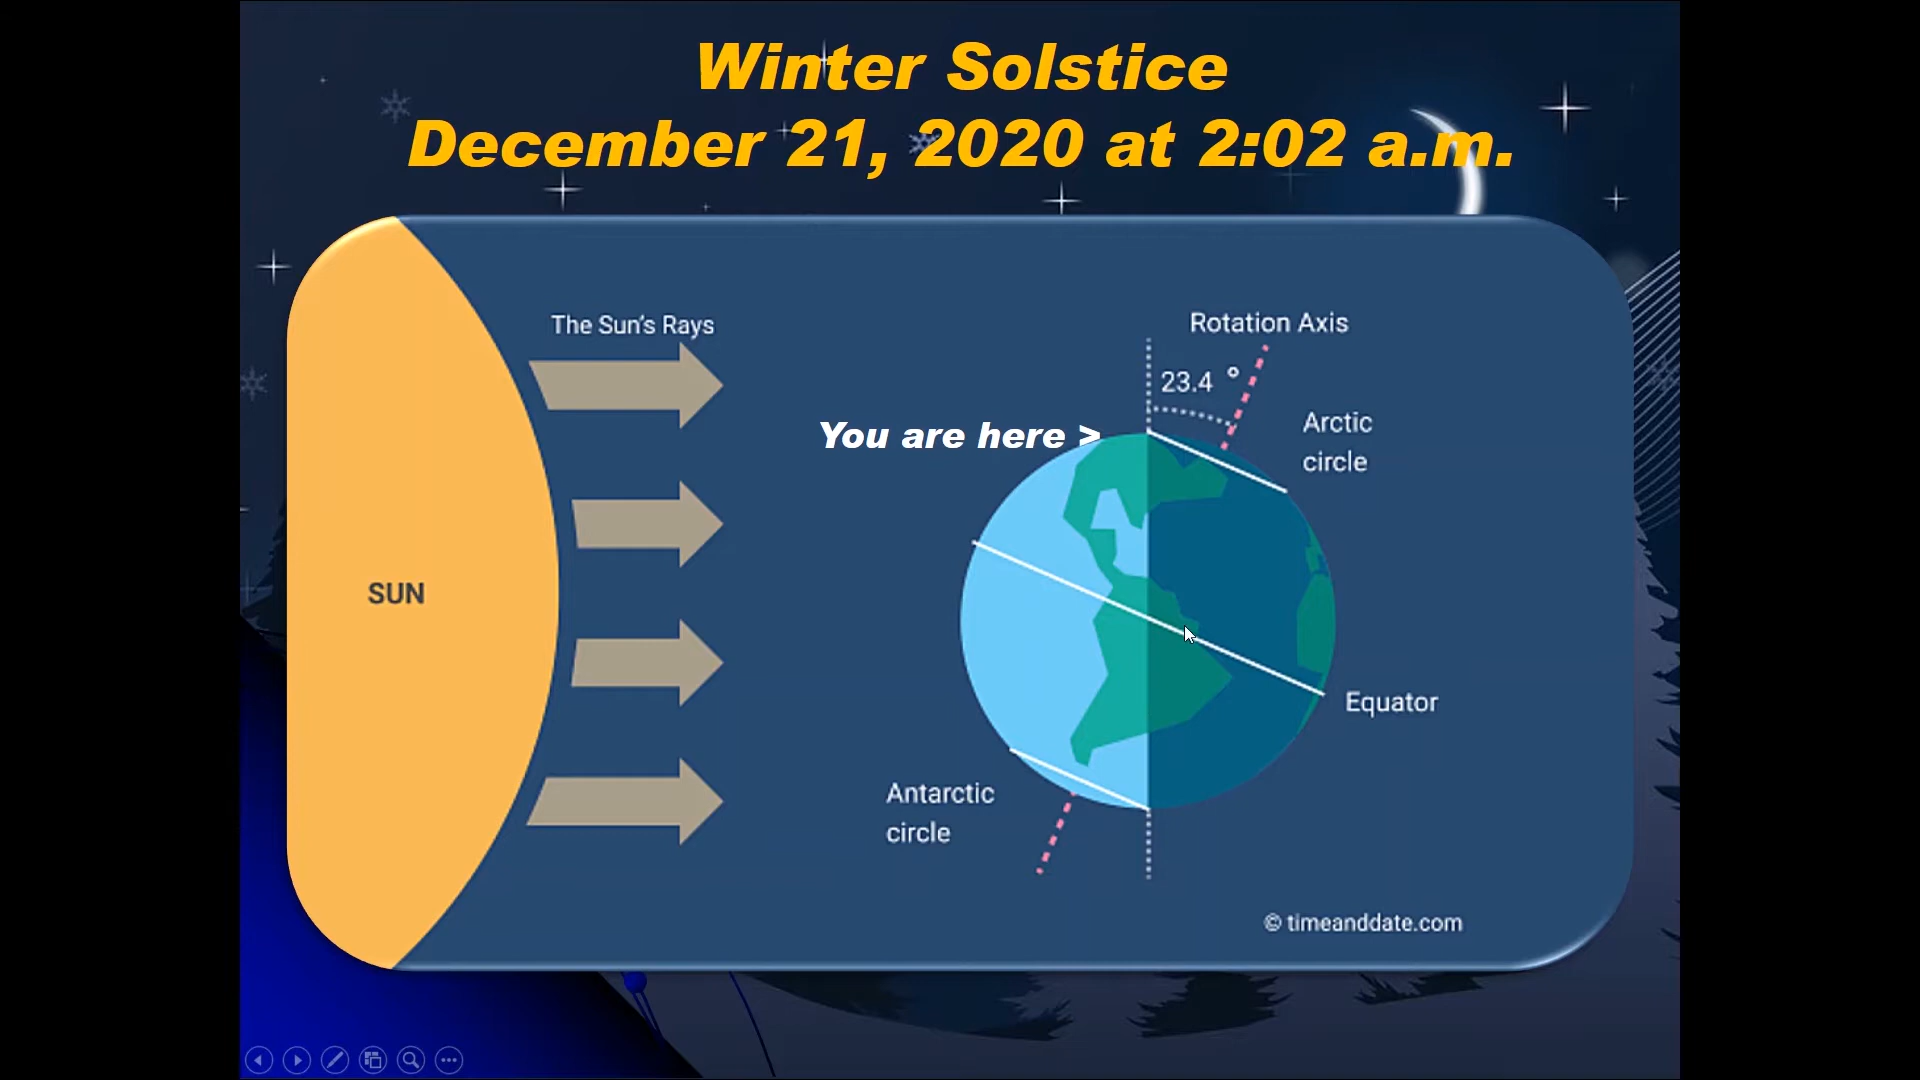 Winter Solstice
December 21, 2020 at 2:02 a.m.
The Sun's Rays
Rotation Axis
23.4 °
Arctic
circle
You are here >
SUN
Equator
Antarctic
circle
© timeanddate.com